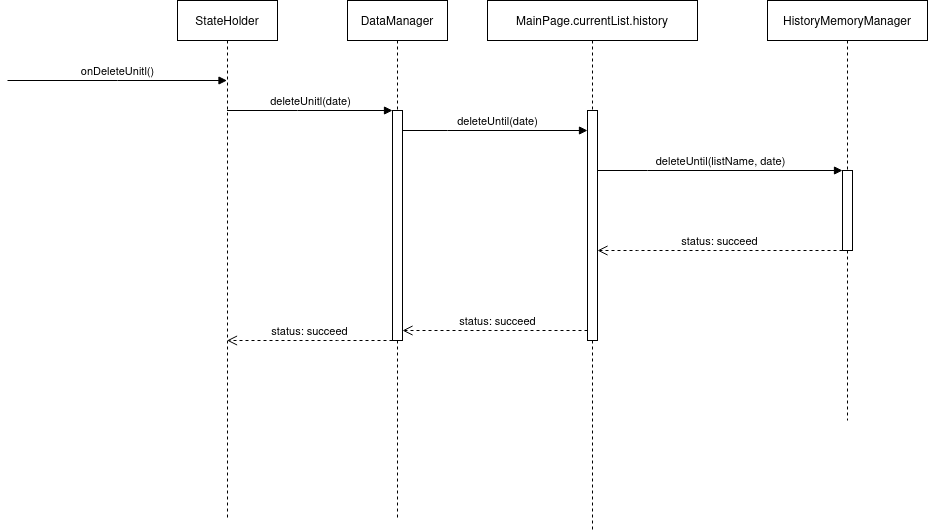 StateHolder
DataManager
MainPage.currentList.history
HistoryMemoryManager
onDeleteUnitl()
deleteUnitl(date)
deleteUntil(date)
deleteUntil(listName, date)
status: succeed
status: succeed
status: succeed